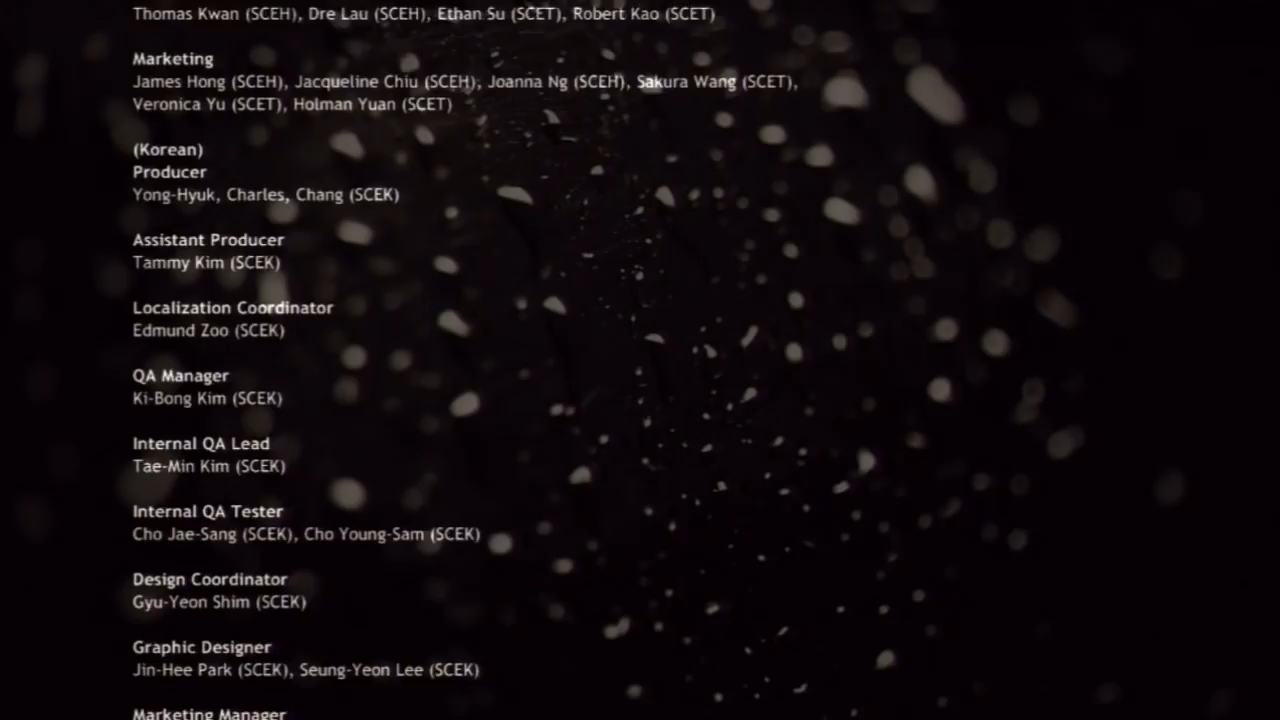 Thomas Kwan (SCEH), Dre Lau (SCEH), Ethan Su (SCET), Robert Kao (SCET)
Marketing
James Hong (SCEH), Jacqueline Chiu (SCEH), Joanna Ng (SCEH), Sakura Wang (SCET),
Veronica Yu (SCET), Holman Yuan (SCET)
(Korean)
Producer
Yong-Hyuk, Charles, Chang (SCEK)
Assistant Producer
Tammy Kim (SCEK)
Localization Coordinator
Edmund Zoo (SCEK)
QA Manager
Ki-Bong Kim (SCEK)
Internal QA Lead
Tae-Min Kim (SCEK)
Internal QA Tester
Cho Jae-Sang (SCEK), Cho Young-Sam (SCEK)
Design Coordinator
Gyu-Yeon Shim (SCEK)
Graphic Designer
Jin-Hee Park (SCEK), Seung-Yeon Lee (SCEK)
Marketing Manager